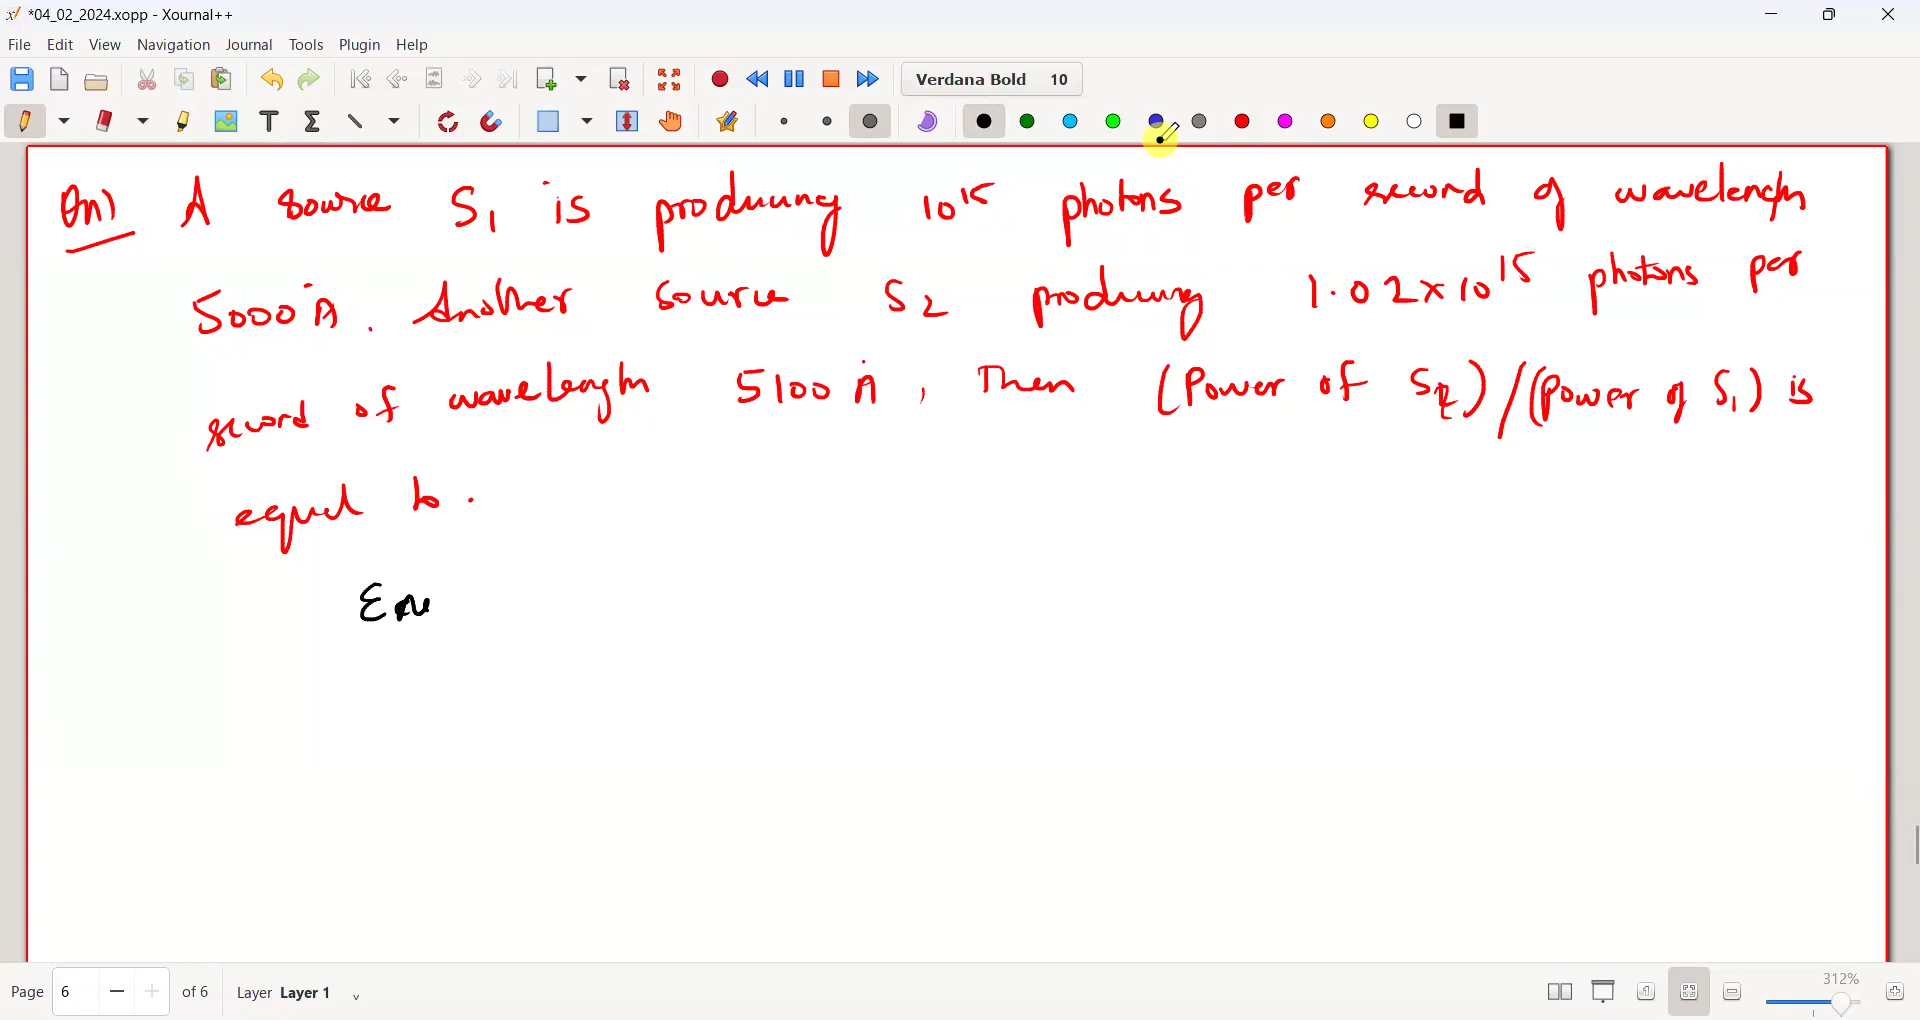 *04_02_2024.xopp - Xournal++
File Edit View Navigation Journal Tools Plugin Help
Verdana Bold 10
Qn) A source S₁ is producing 10¹⁵ photons per second of wavelength
5000 Å. Another source S₂ producing 1.02×10¹⁵ photons per
second of wavelength 5100 Å, Then (Power of S₂)/(power of S₁) is
equal to.
Page 6 of 6 Layer Layer 1 312%